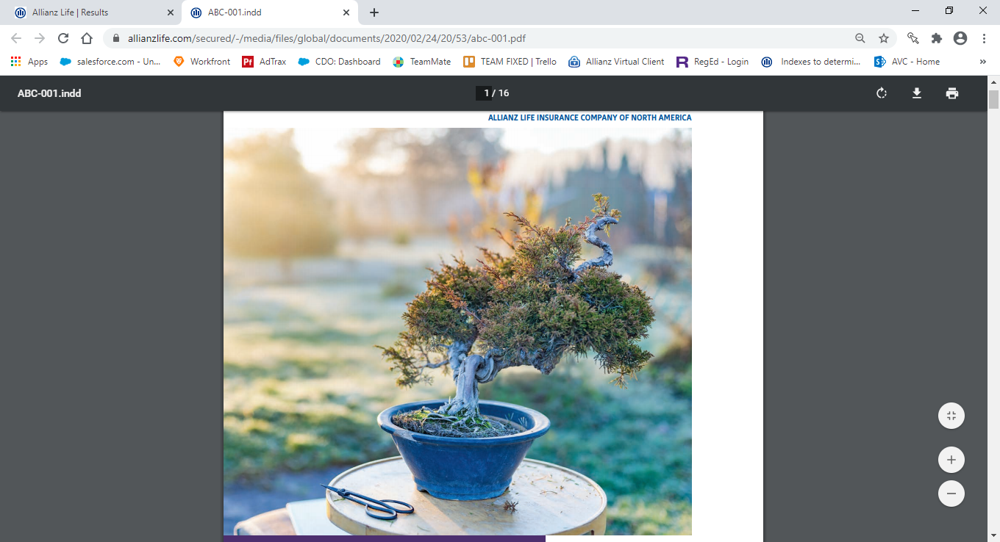 Allianz Life | Results
ABC-001.indd
allianzlife.com/secured/-/media/files/global/documents/2020/02/24/20/53/abc-001.pdf
Apps
salesforce.com - Un...
Workfront
Pf AdTrax
CDO: Dashboard
TeamMate
TEAM FIXED | Trello
Allianz Virtual Client
R RegEd - Login
Indexes to determi...
S AVC - Home
»
ABC-001.indd
1 / 16
ALLIANZ LIFE INSURANCE COMPANY OF NORTH AMERICA